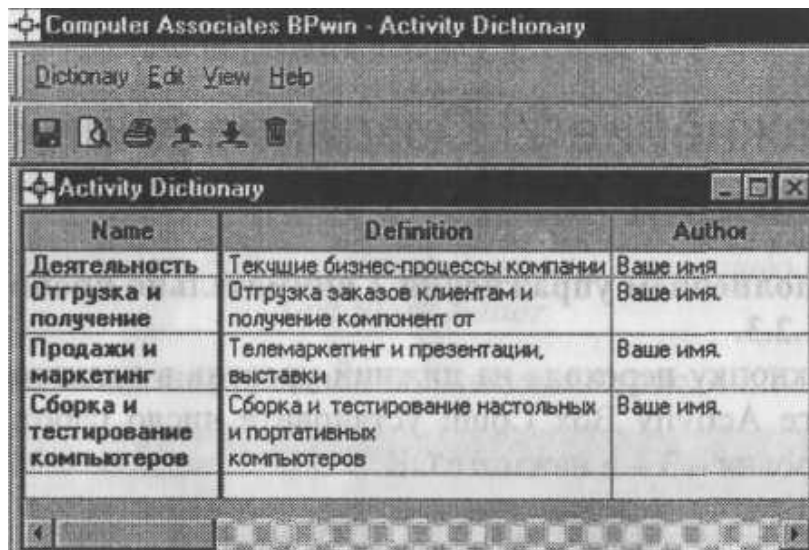 Computer Associates BPwin - Activity Dictionary
Dictionary Edit View Help
Activity Dictionary
Name Definition Author
Деятельность Текущие бизнес-процессы компании Ваше имя
Отгрузка и Отгрузка заказов клиентам и Ваше имя.
получение получение компонент от
Продажи и Телемаркетинг и презентации, Ваше имя.
маркетинг выставки
Сборка и Сборка и тестирование настольных Ваше имя.
тестирование и портативных
компьютеров компьютеров